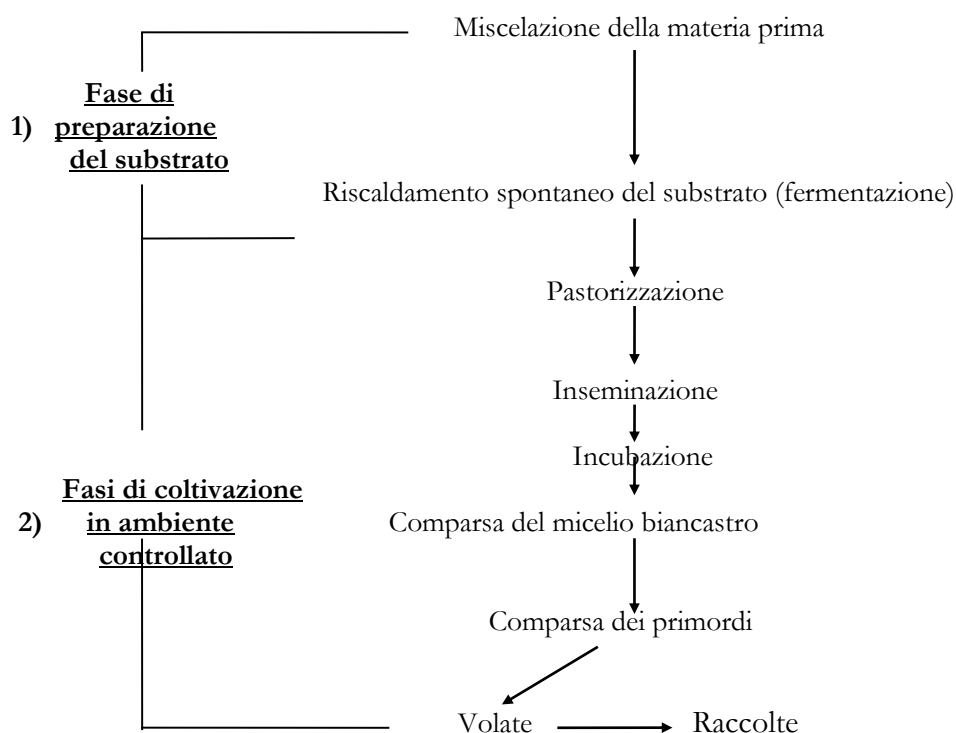 Miscelazione della materia prima
Fase di
1) preparazione
del substrato
Riscaldamento spontaneo del substrato (fermentazione)
Pastorizzazione
Inseminazione
Incubazione
Fasi di coltivazione
2) in ambiente
controllato
Comparsa del micelio biancastro
Comparsa dei primordi
Volate
Raccolte